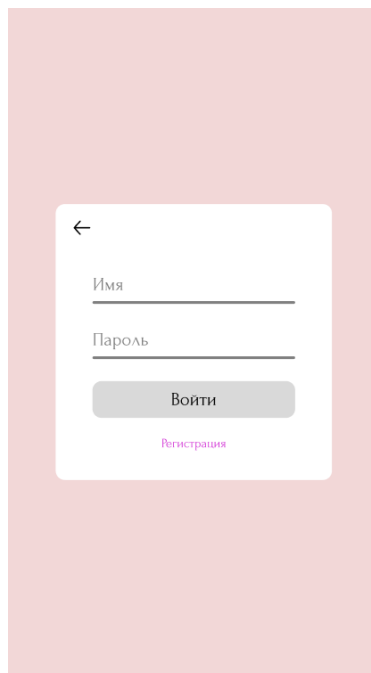 Имя
Пароль
Войти
Регистрация